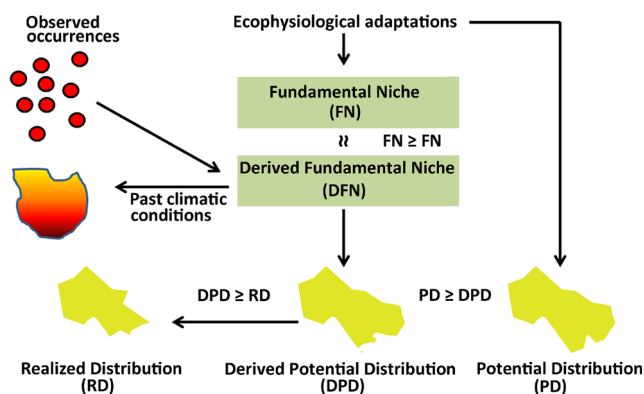 Observed
occurrences
Ecophysiological adaptations
Fundamental Niche
(FN)
≈ FN ≥ FN
Derived Fundamental Niche
(DFN)
Past climatic
conditions
DPD ≥ RD
PD ≥ DPD
Realized Distribution
(RD)
Derived Potential Distribution
(DPD)
Potential Distribution
(PD)